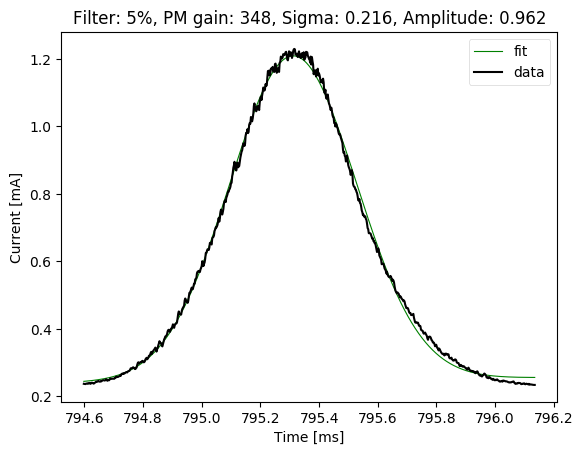 Filter: 5%, PM gain: 348, Sigma: 0.216, Amplitude: 0.962
fit
data
1.2
1.0
0.8
0.6
0.4
0.2
Current [mA]
794.6 794.8 795.0 795.2 795.4 795.6 795.8 796.0 796.2
Time [ms]